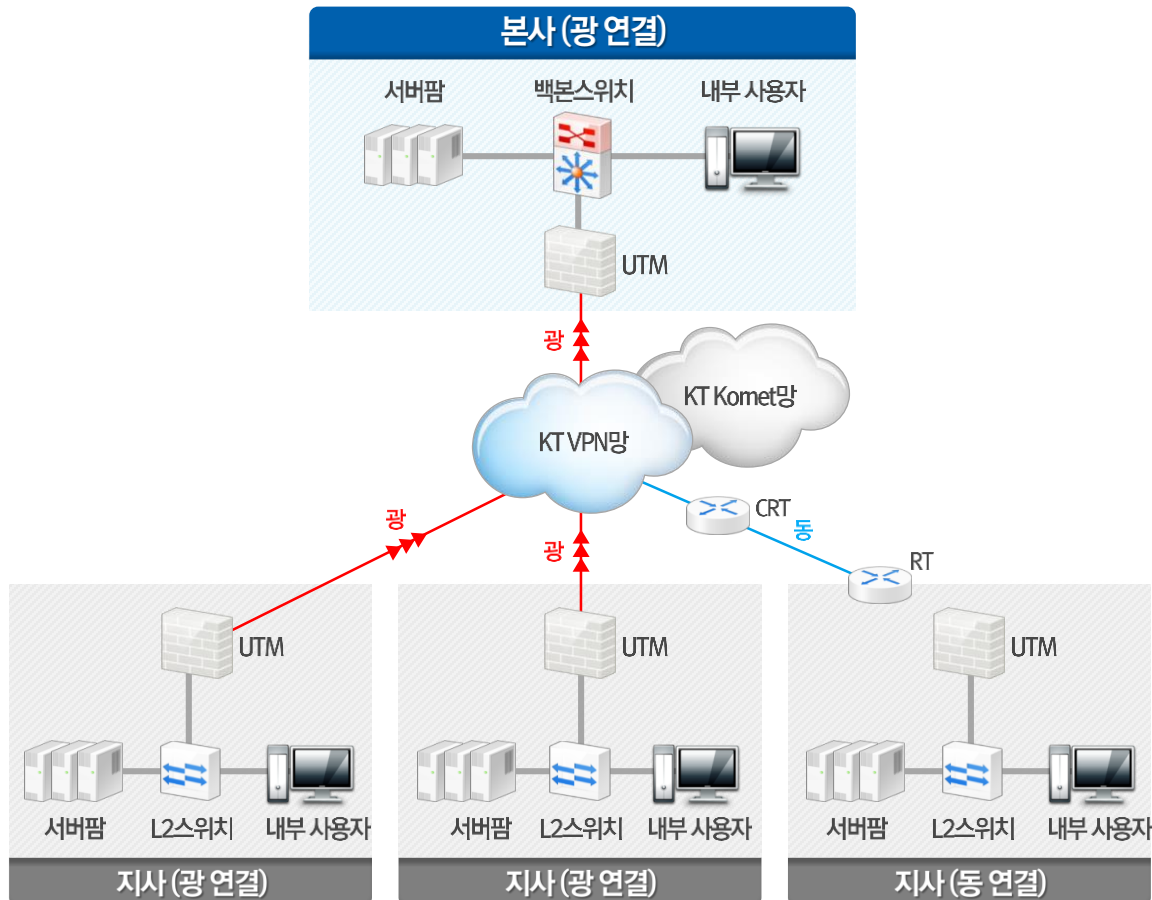 본사 (광 연결)
서버팜
백본스위치
내부 사용자
UTM
광
KT Kornet망
KT VPN망
CRT
광
동
광
RT
UTM
UTM
UTM
서버팜
L2스위치
내부 사용자
서버팜
L2스위치
내부 사용자
서버팜
L2스위치
내부 사용자
지사 (광 연결)
지사 (광 연결)
지사 (동 연결)